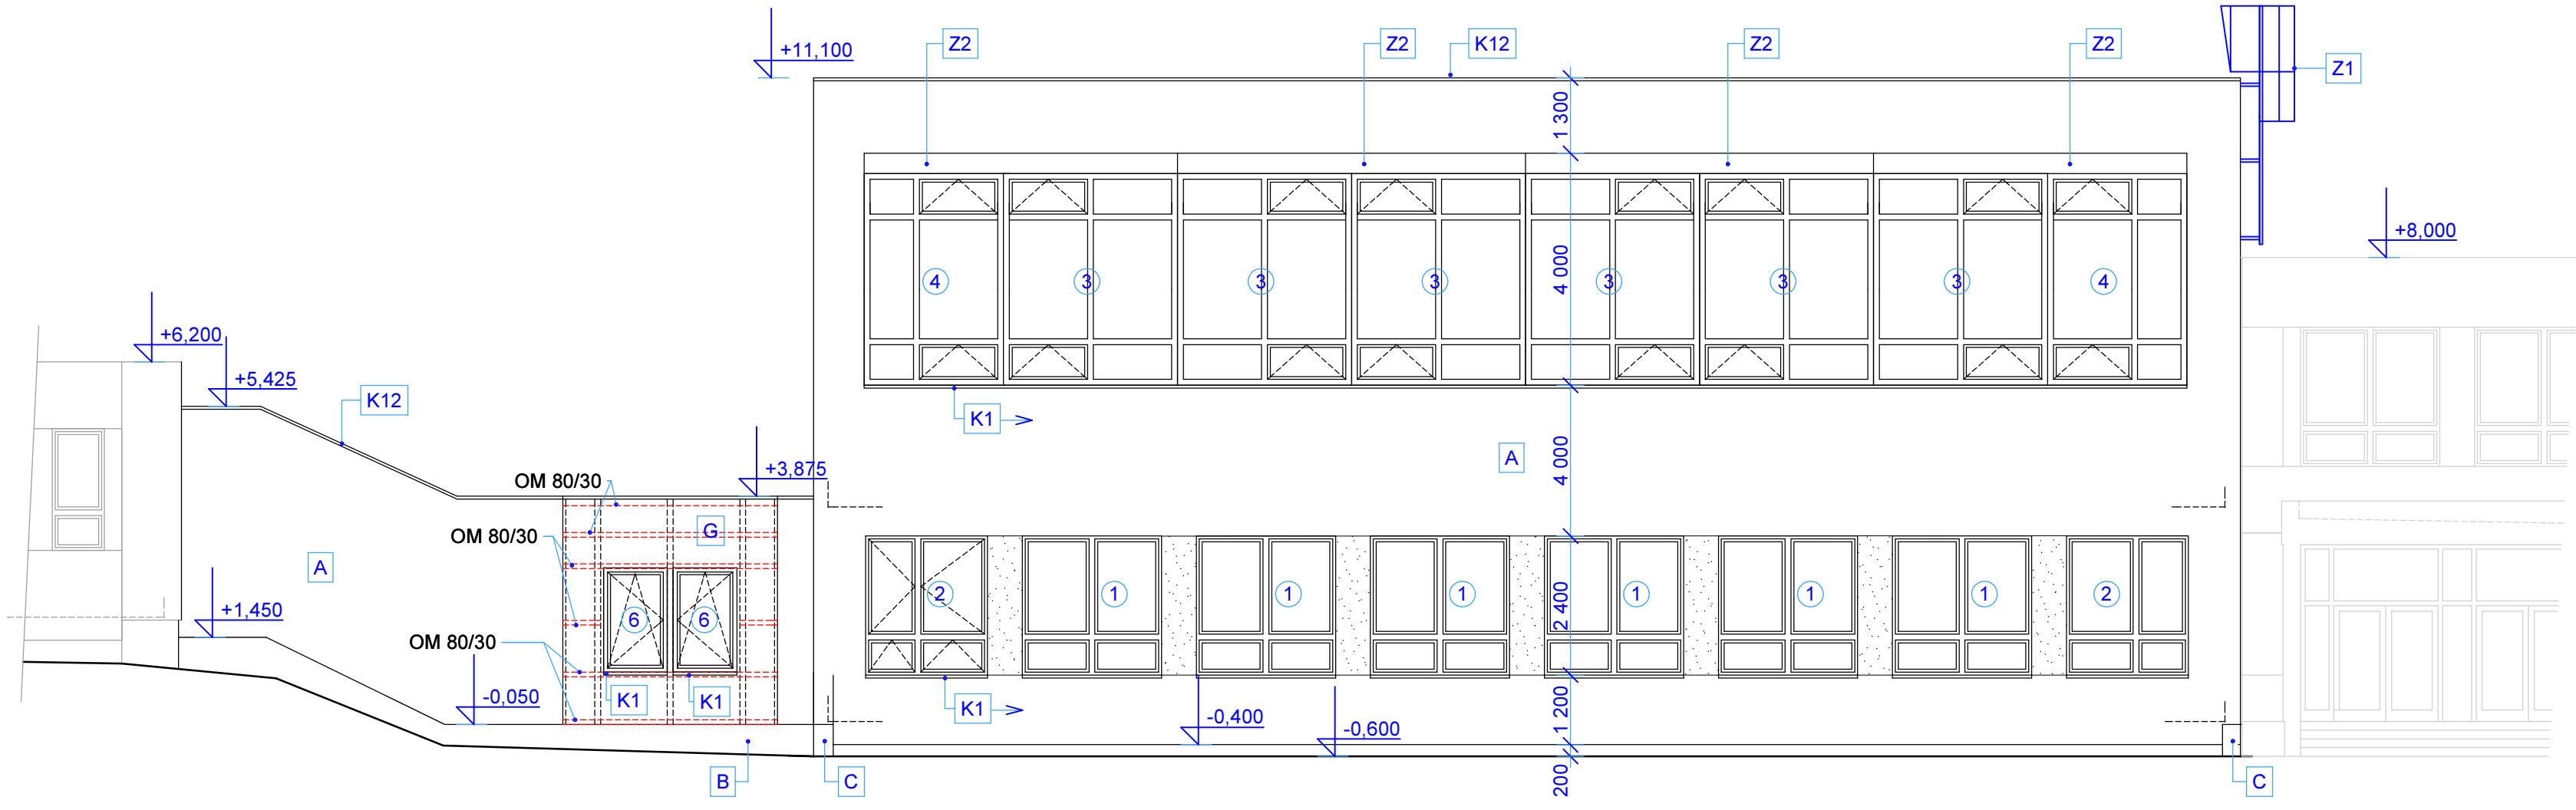 +11,100
Z2
Z2
K12
Z2
Z2
Z1
1 300
+8,000
4 000
4
3
3
3
3
3
3
4
+6,200
+5,425
K12
K1
+3,875
4 000
A
OM 80/30
G
OM 80/30
A
+1,450
6
6
2
1
1
1
1
1
1
2
2 400
OM 80/30
K1
K1
K1
-0,050
-0,400
-0,600
1 200
200
B
C
C